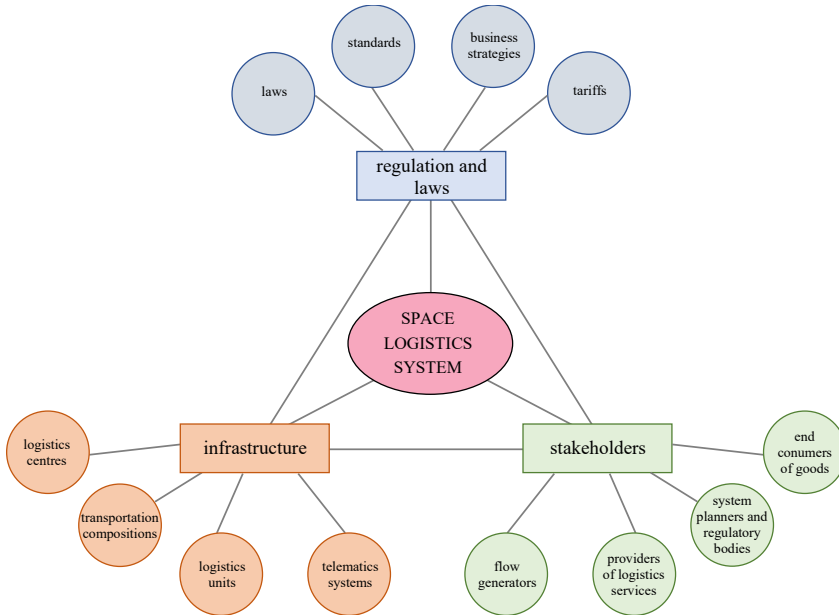 business
strategies
standards
laws
tariffs
regulation and
laws
SPACE
LOGISTICS
SYSTEM
infrastructure
stakeholders
logistics
centres
end
conumers
of goods
transportation
compositions
system
planners and
regulatory
bodies
logistics
units
telematics
systems
flow
generators
providers
of logistics
services